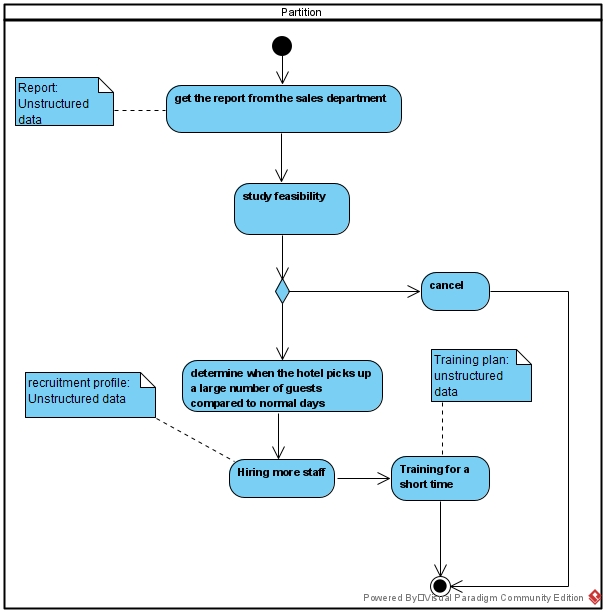 Partition
Report:
Unstructured
data
get the report from the sales department
study feasibility
cancel
determine when the hotel picks up
a large number of guests
compared to normal days
Training plan:
unstructured
data
recruitment profile:
Unstructured data
Hiring more staff
Training for a
short time
Powered By Visual Paradigm Community Edition